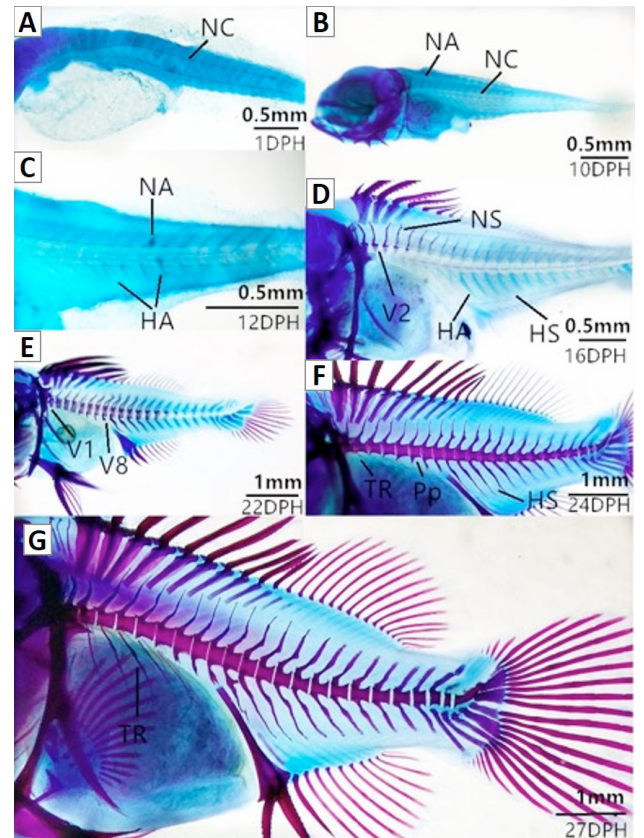 A
NC
0.5mm
1DPH
B
NA
NC
0.5mm
10DPH
C
NA
HA
0.5mm
12DPH
D
NS
V2
HA
HS
0.5mm
16DPH
E
V1
V8
1mm
22DPH
F
TR
Pp
HS
1mm
24DPH
G
TR
1mm
27DPH